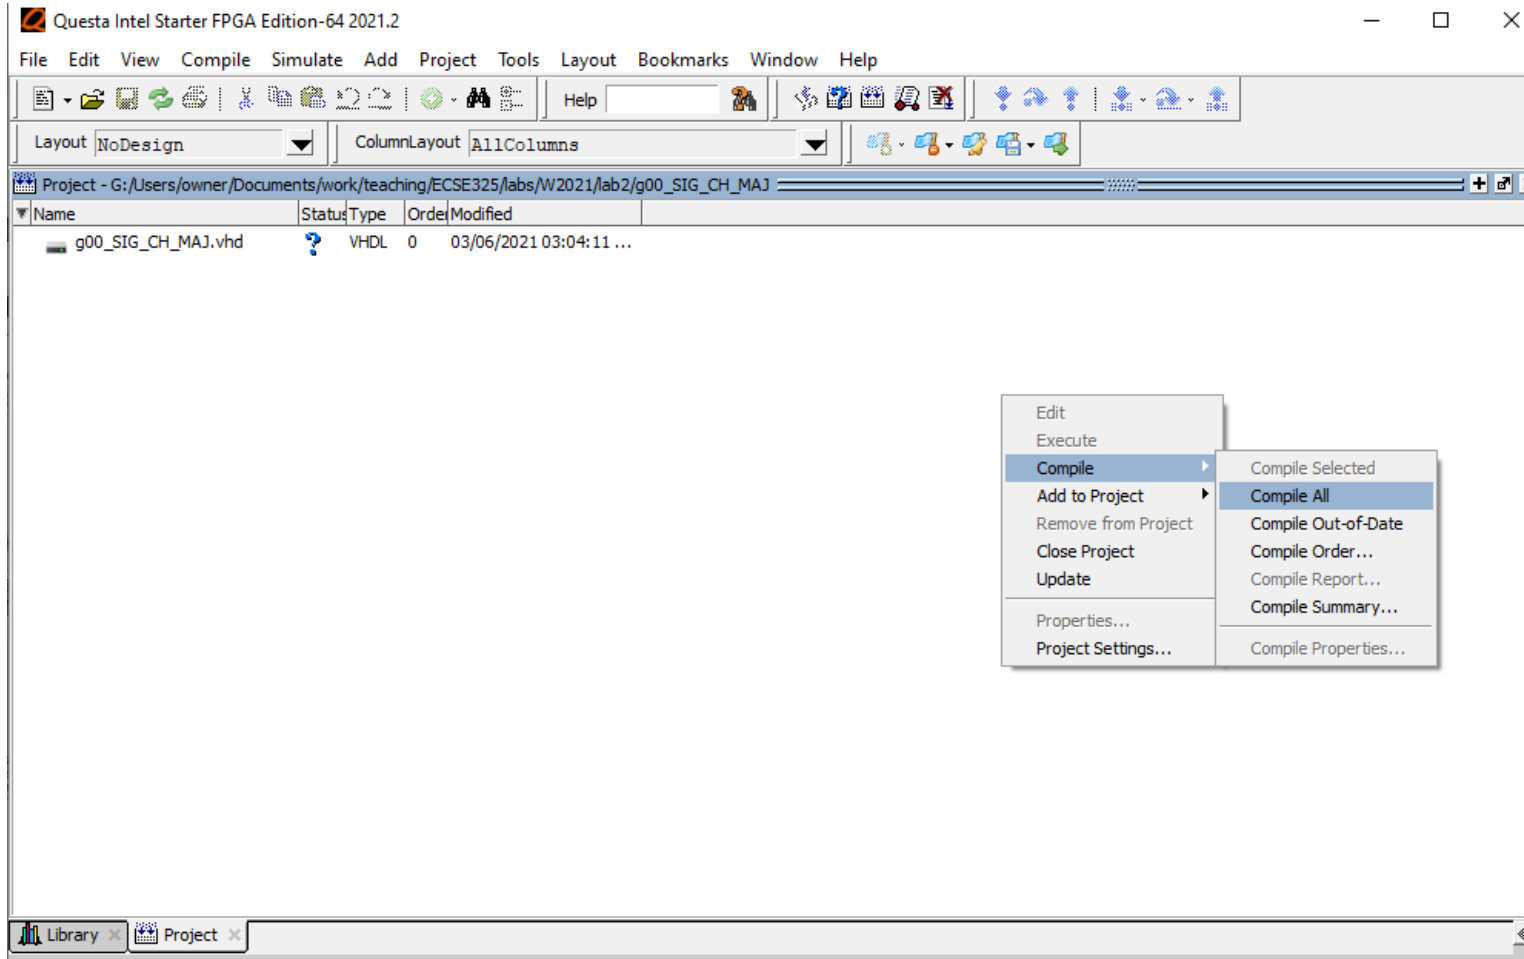 Questa Intel Starter FPGA Edition-64 2021.2
File Edit View Compile Simulate Add Project Tools Layout Bookmarks Window Help
Help
Layout NoDesign ColumnLayout AllColumns
Project - G:/Users/owner/Documents/work/teaching/ECSE325/labs/W2021/lab2/g00_SIG_CH_MAJ
Name Status Type Order Modified
g00_SIG_CH_MAJ.vhd VHDL 0 03/06/2021 03:04:11 ...
Edit
Execute
Compile
Add to Project
Remove from Project
Close Project
Update
Properties...
Project Settings...
Compile Selected
Compile All
Compile Out-of-Date
Compile Order...
Compile Report...
Compile Summary...
Compile Properties...
Library Project